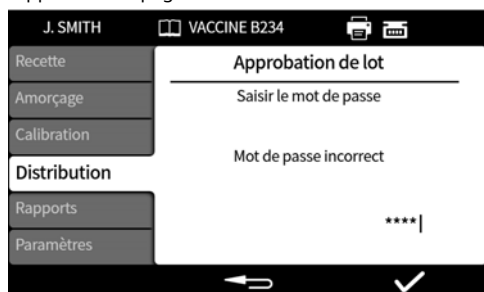 J. SMITH
VACCINE B234
Recette
Amorçage
Calibration
Distribution
Rapports
Paramètres
Approbation de lot
Saisir le mot de passe
Mot de passe incorrect
****|